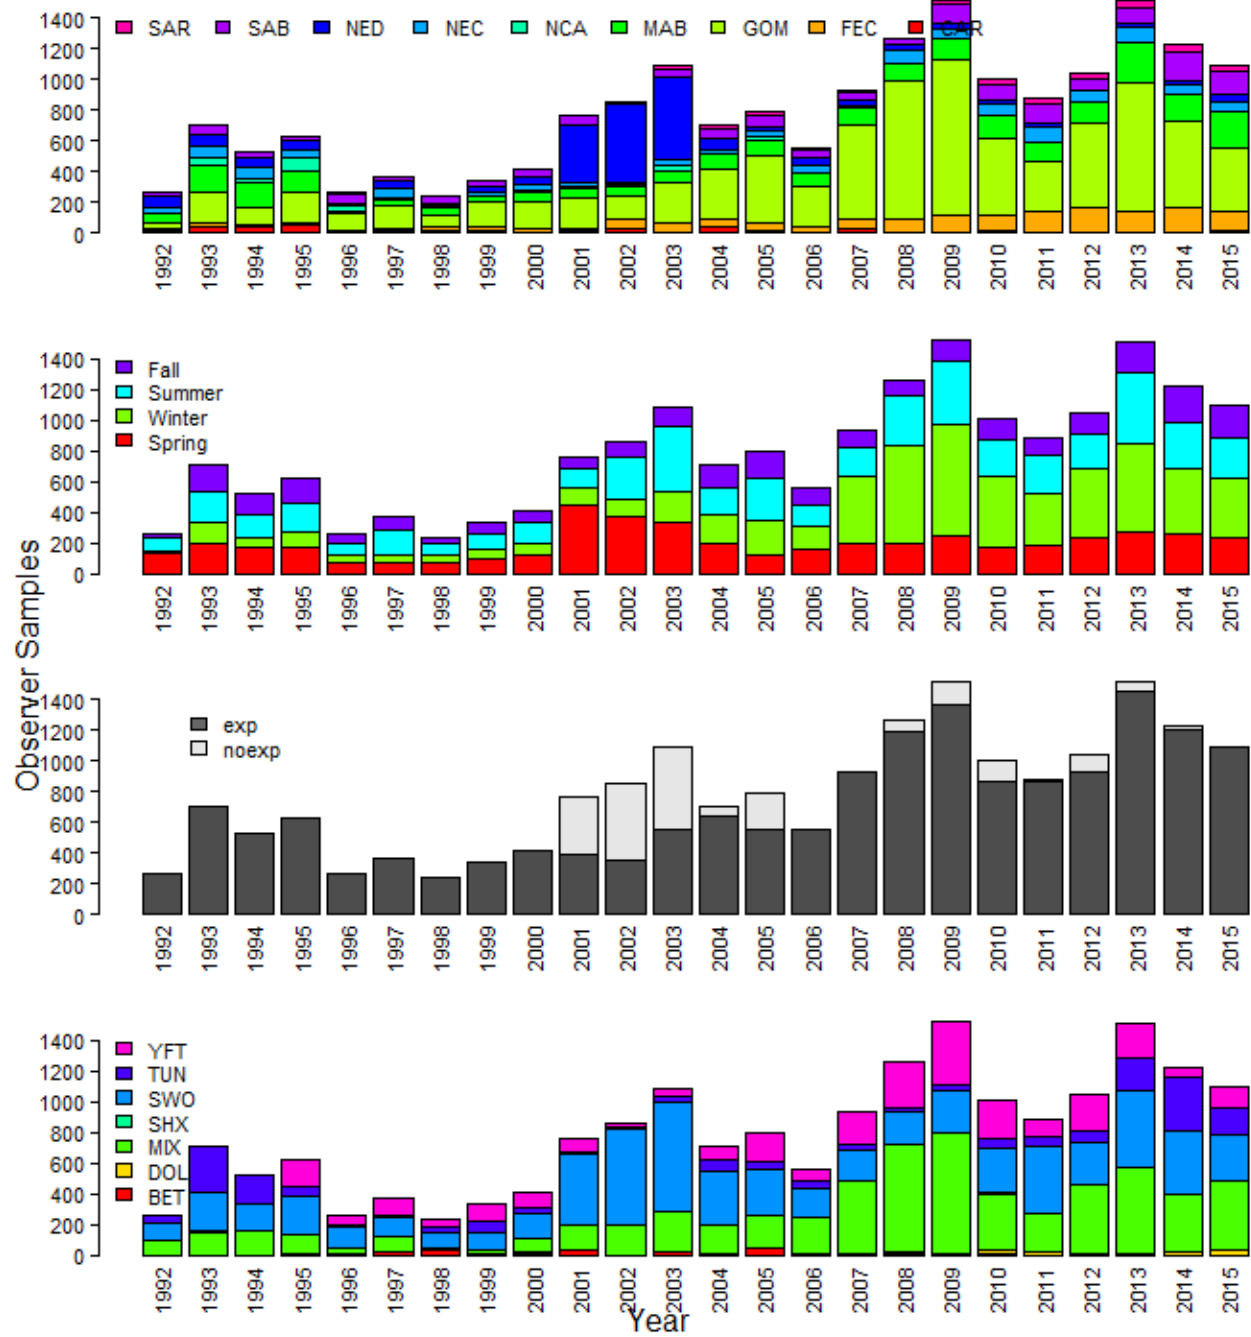 1400
1200
1000
800
600
400
200
0
SAR SAB NED NEC NCA MAB GOM FEC CAR
1992 1993 1994 1995 1996 1997 1998 1999 2000 2001 2002 2003 2004 2005 2006 2007 2008 2009 2010 2011 2012 2013 2014 2015
Observer Samples
1400
1200
1000
800
600
400
200
0
Fall
Summer
Winter
Spring
1992 1993 1994 1995 1996 1997 1998 1999 2000 2001 2002 2003 2004 2005 2006 2007 2008 2009 2010 2011 2012 2013 2014 2015
1400
1200
1000
800
600
400
200
0
exp
noexp
1992 1993 1994 1995 1996 1997 1998 1999 2000 2001 2002 2003 2004 2005 2006 2007 2008 2009 2010 2011 2012 2013 2014 2015
1400
1200
1000
800
600
400
200
0
YFT
TUN
SWO
SHX
MIX
DOL
BET
1992 1993 1994 1995 1996 1997 1998 1999 2000 2001 2002 2003 2004 2005 2006 2007 2008 2009 2010 2011 2012 2013 2014 2015
Year